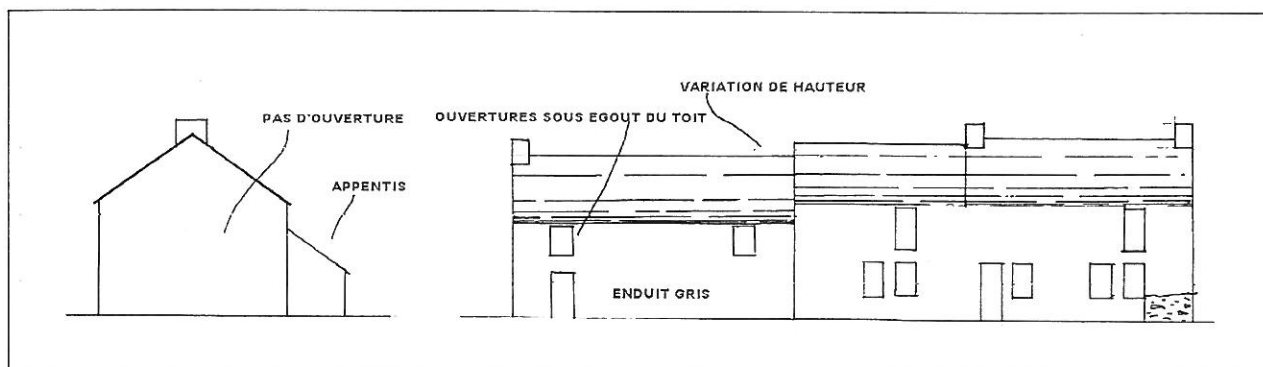 VARIATION DE HAUTEUR
PAS D'OUVERTURE
OUVERTURES SOUS EGOUT DU TOIT
APPENTIS
ENDUIT GRIS